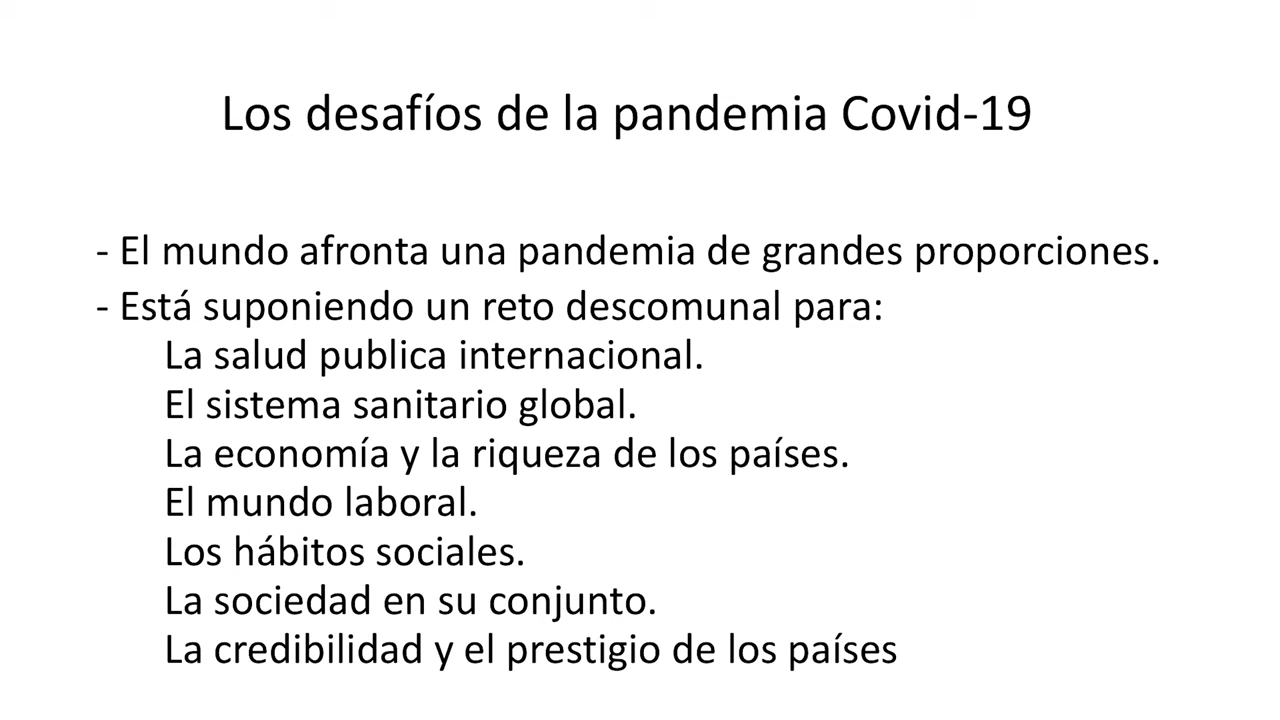 Los desafíos de la pandemia Covid-19
- El mundo afronta una pandemia de grandes proporciones.
- Está suponiendo un reto descomunal para:
La salud publica internacional.
El sistema sanitario global.
La economía y la riqueza de los países.
El mundo laboral.
Los hábitos sociales.
La sociedad en su conjunto.
La credibilidad y el prestigio de los países